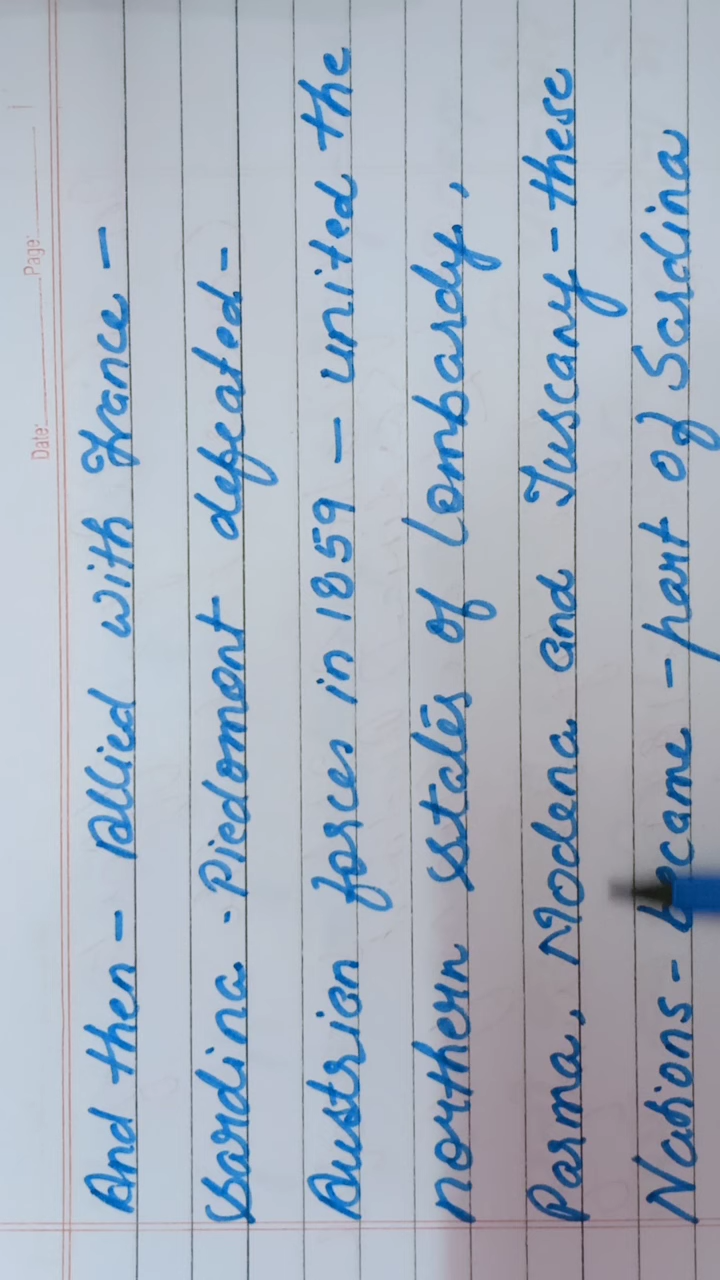 Page:
Date:
And then - Allied with France -
Sardina - Piedomont defeated -
Austrian forces in 1859 - united the
northern states of Lombardy,
Parma, Modena and Tuscany - these
Nations - became - part of Sardina